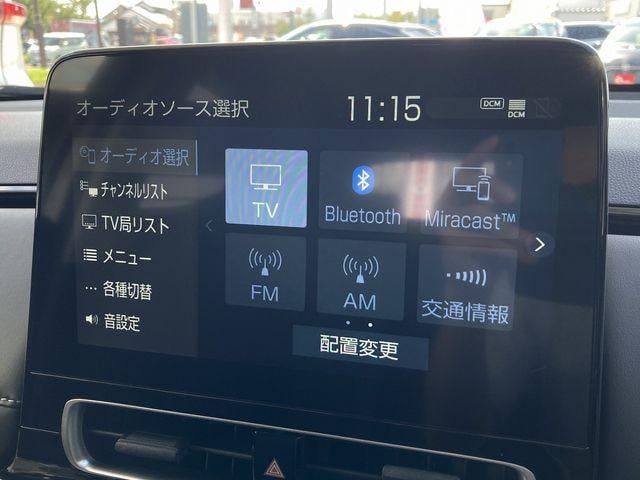 オーディオソース選択
11:15
DCM
DCM
オーディオ選択
チャンネルリスト
TV局リスト
メニュー
各種切替
音設定
TV
Bluetooth
Miracast™
FM
AM
交通情報
配置変更